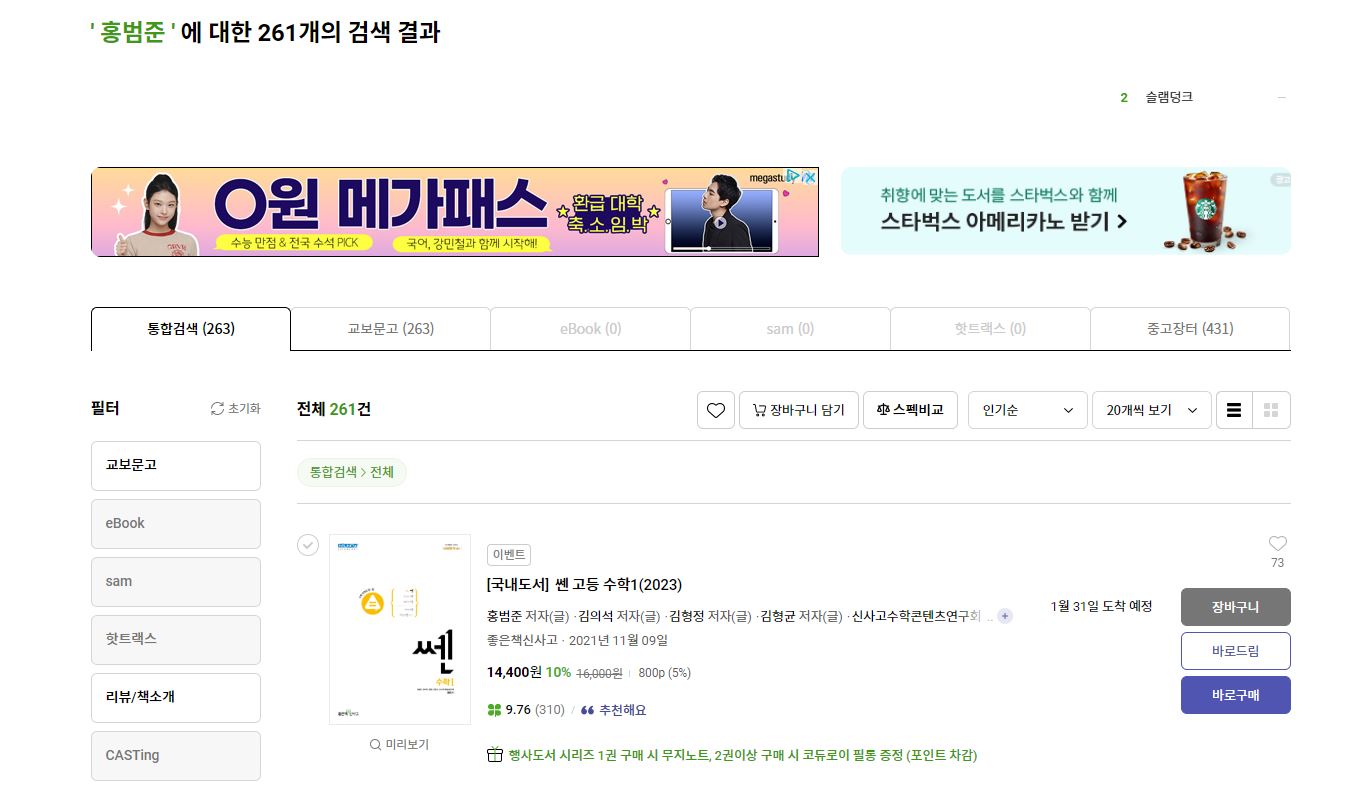 ' 홍범준 ' 에 대한 261개의 검색 결과
2 슬램덩크 –
0원 메가패스
수능 만점 & 전국 수석 PICK
국어, 강민철과 함께 시작해!
환급 대학
축.소.임.박
megastu
취향에 맞는 도서를 스타벅스와 함께
스타벅스 아메리카노 받기 >
광고
통합검색 (263) 교보문고 (263) eBook (0) sam (0) 핫트랙스 (0) 중고장터 (431)
필터 초기화
전체 261건 장바구니 담기 스펙비교 인기순 20개씩 보기
교보문고
eBook
sam
핫트랙스
리뷰/책소개
CASTing
통합검색 > 전체
쎈
수학 I
미리보기
이벤트
[국내도서] 쎈 고등 수학1(2023)
홍범준 저자(글) · 김의석 저자(글) · 김형정 저자(글) · 김형균 저자(글) · 신사고수학콘텐츠연구회 .. +
좋은책신사고 · 2021년 11월 09일
14,400원 10% 16,000원 | 800p (5%)
9.76 (310) / 추천해요
행사도서 시리즈 1권 구매 시 무지노트, 2권이상 구매 시 코듀로이 필통 증정 (포인트 차감)
1월 31일 도착 예정
73
장바구니
바로드림
바로구매